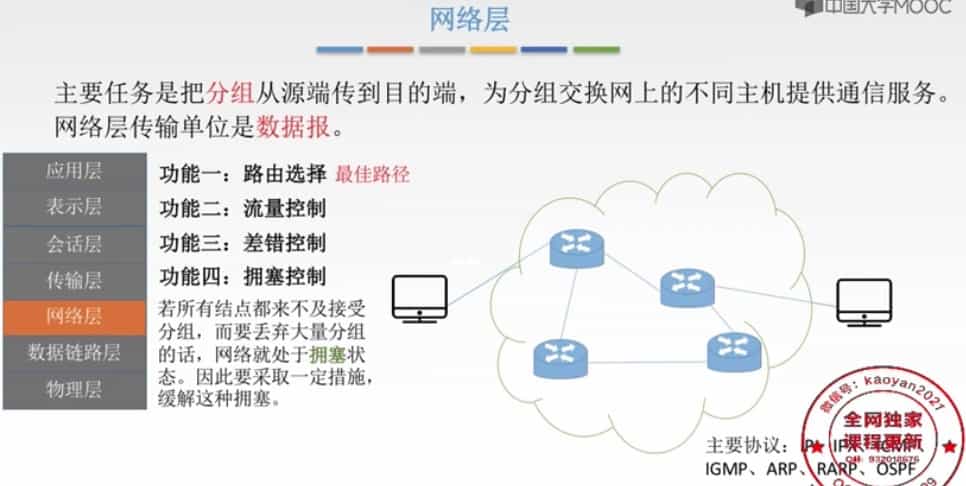 中国大学MOOC
网络层
主要任务是把分组从源端传到目的端，为分组交换网上的不同主机提供通信服务。
网络层传输单位是数据报。
应用层
表示层
会话层
传输层
网络层
数据链路层
物理层
功能一：路由选择 最佳路径
功能二：流量控制
功能三：差错控制
功能四：拥塞控制
若所有结点都来不及接受
分组，而要丢弃大量分组
的话，网络就处于拥塞状
态。因此要采取一定措施，
缓解这种拥塞。
主要协议：IP、IPX、ICMP、
IGMP、ARP、RARP、OSPF
微信号：kaoyan2021
全网独家
课程更新
QQ: 932018676